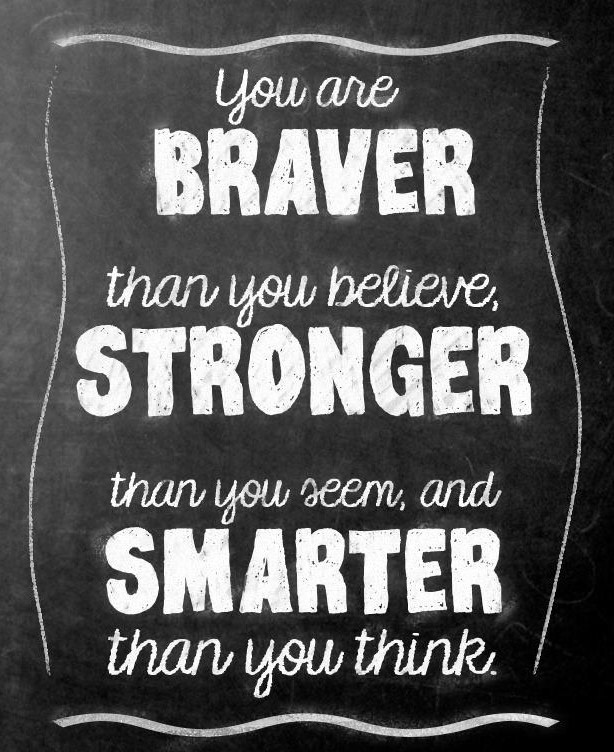 You are
BRAVER
than you believe,
STRONGER
than you seem, and
SMARTER
than you think.